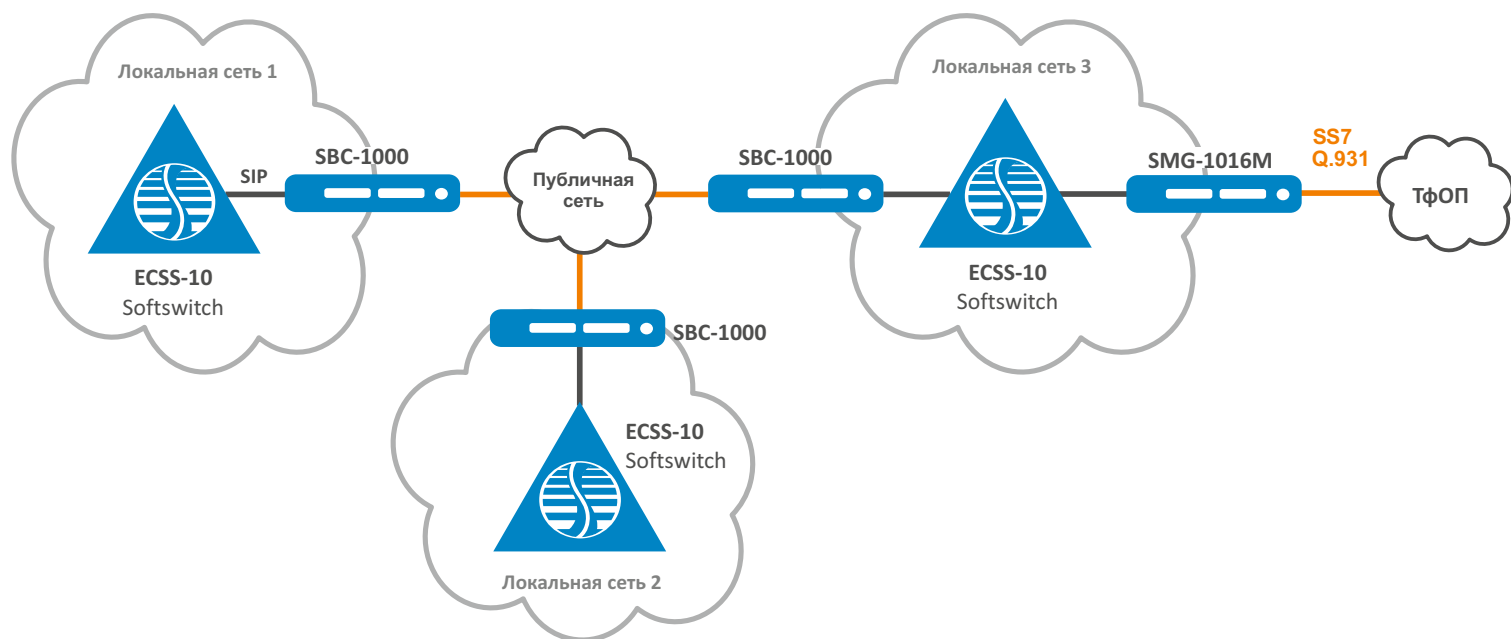 Локальная сеть 1
SIP
SBC-1000
ECSS-10
Softswitch
Публичная
сеть
SBC-1000
ECSS-10
Softswitch
Локальная сеть 2
Локальная сеть 3
SBC-1000
ECSS-10
Softswitch
SMG-1016M
SS7
Q.931
ТфОП